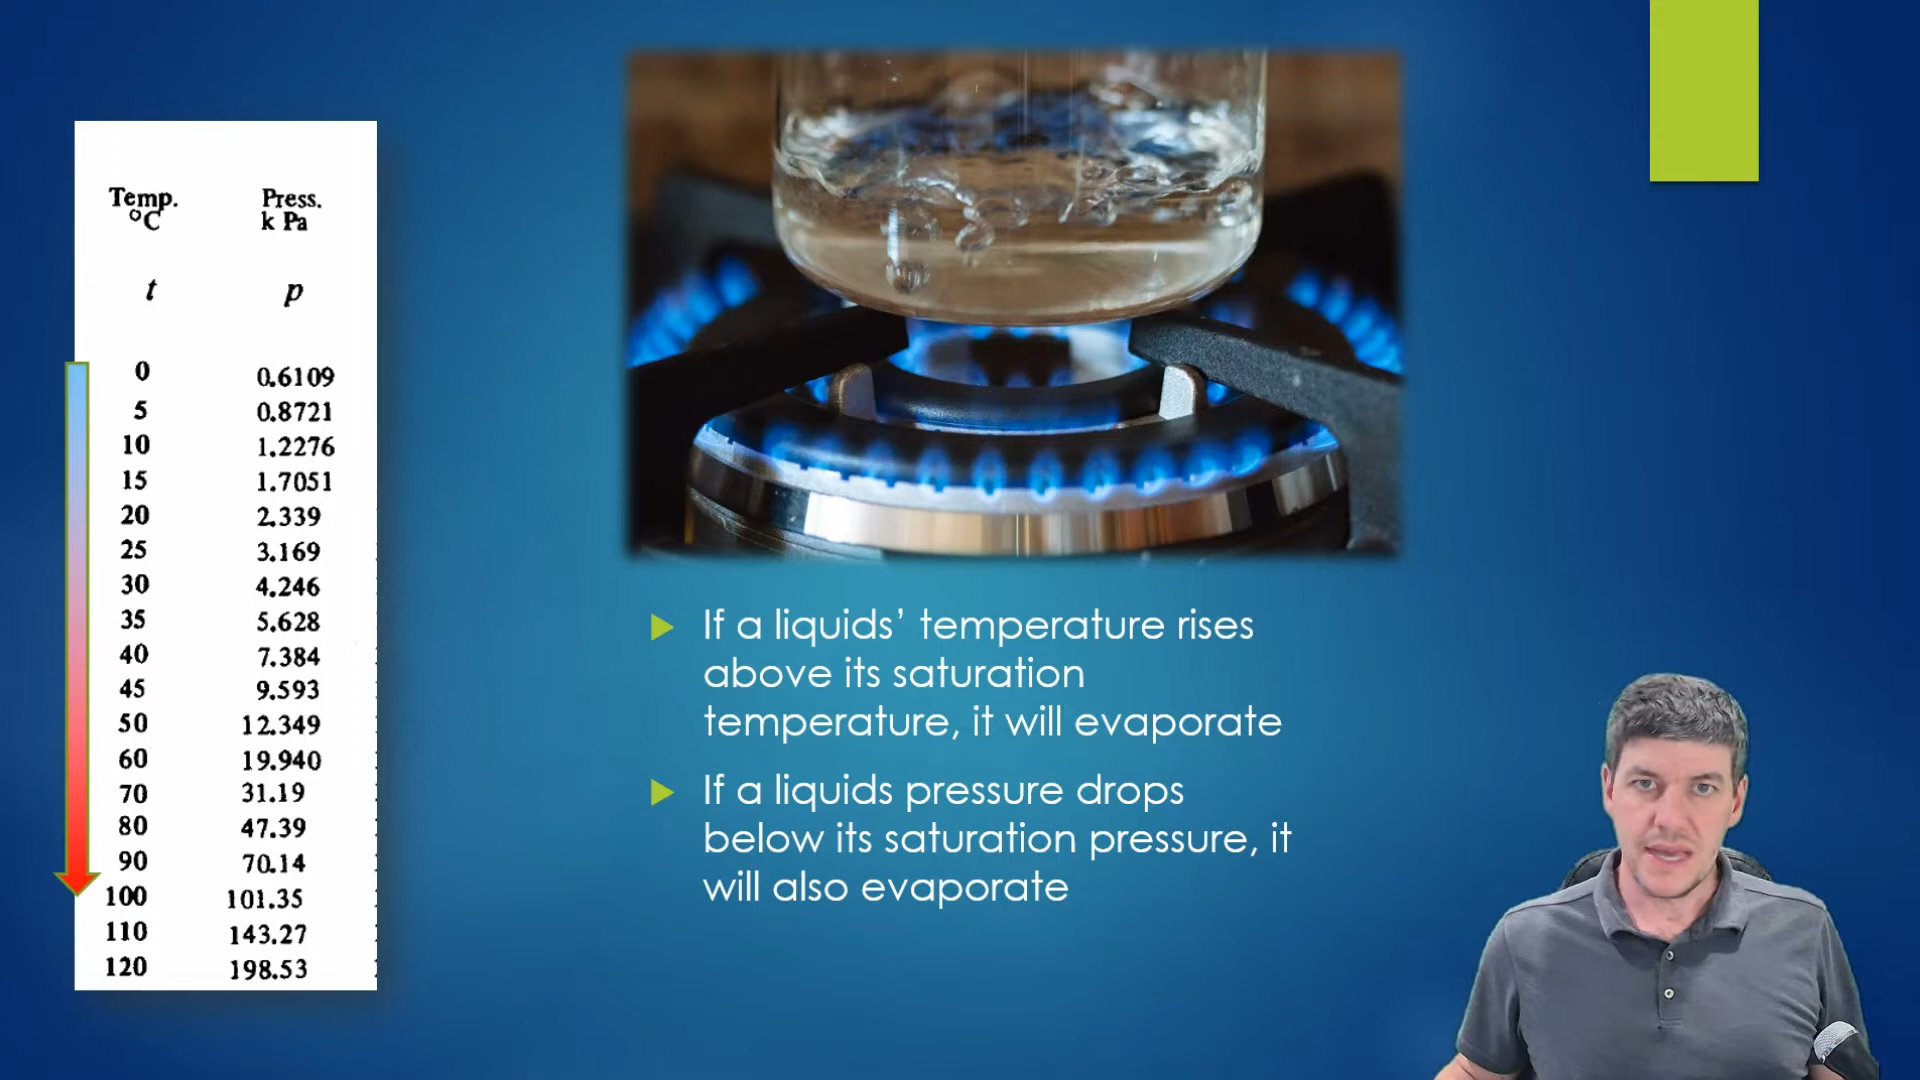 Temp. Press.
°C k Pa
t p
0 0.6109
5 0.8721
10 1.2276
15 1.7051
20 2.339
25 3.169
30 4.246
35 5.628
40 7.384
45 9.593
50 12.349
60 19.940
70 31.19
80 47.39
90 70.14
100 101.35
110 143.27
120 198.53
If a liquids’ temperature rises
above its saturation
temperature, it will evaporate
If a liquids pressure drops
below its saturation pressure, it
will also evaporate